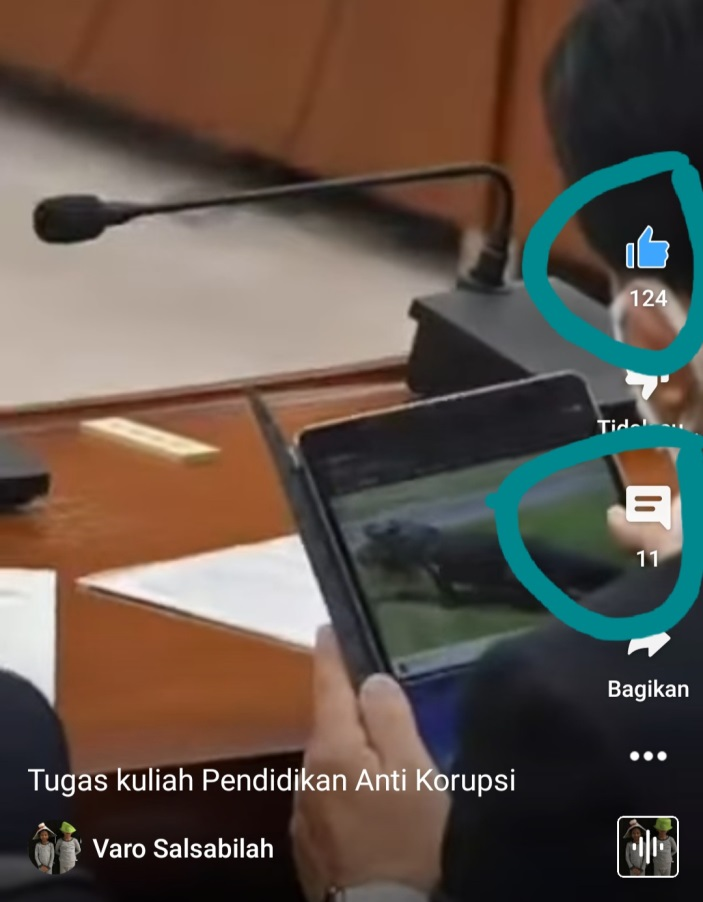 124
11
Bagikan
Tugas kuliah Pendidikan Anti Korupsi
Varo Salsabilah